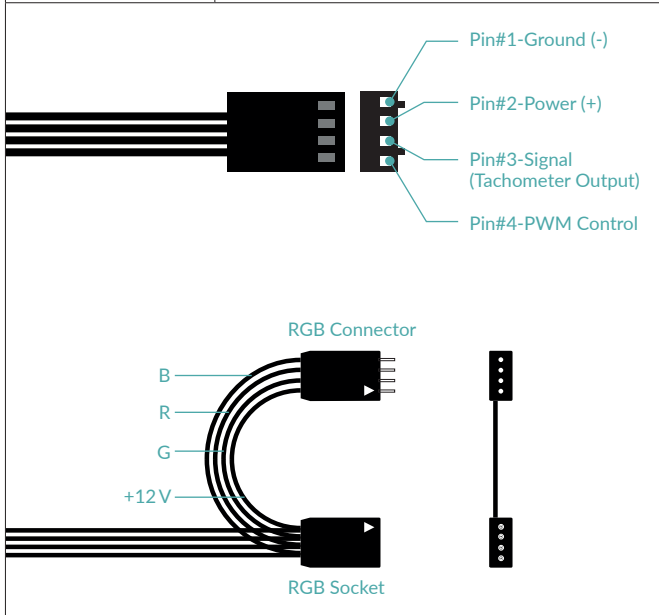 Pin#1-Ground (-)
Pin#2-Power (+)
Pin#3-Signal
(Tachometer Output)
Pin#4-PWM Control
RGB Connector
B
R
G
+12 V
RGB Socket